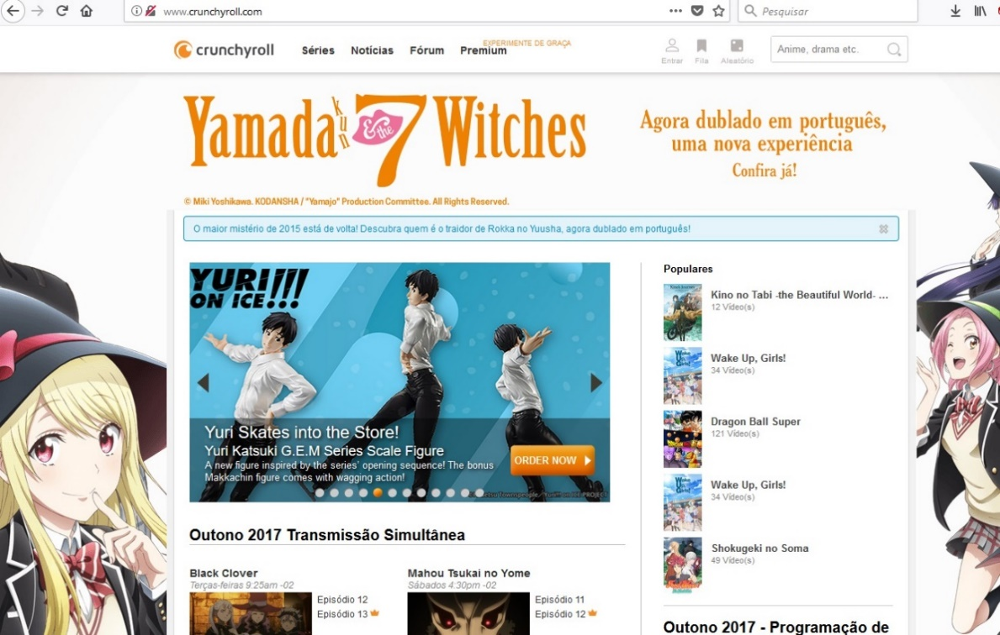 www.crunchyroll.com
Pesquisar
crunchyroll
Séries
Notícias
Fórum
Premium
EXPERIMENTE DE GRAÇA
Entrar
Fila
Aleatório
Anime, drama etc.
Yamada kun & the 7 Witches
Agora dublado em português,
uma nova experiência
Confira já!
© Miki Yoshikawa. KODANSHA / "Yamajo" Production Committee. All Rights Reserved.
O maior mistério de 2015 está de volta! Descubra quem é o traidor de Rokka no Yuusha, agora dublado em português!
YURI!!!
ON ICE!!!
Yuri Skates into the Store!
Yuri Katsuki G.E.M Series Scale Figure
A new figure inspired by the series' opening sequence! The bonus
Makkachin figure comes with wagging action!
ORDER NOW
Populares
Kino no Tabi -the Beautiful World- ...
12 Vídeo(s)
Wake Up, Girls!
34 Vídeo(s)
Dragon Ball Super
121 Vídeo(s)
Wake Up, Girls!
34 Vídeo(s)
Shokugeki no Soma
49 Vídeo(s)
Outono 2017 Transmissão Simultânea
Black Clover
Terças-feiras 9:25am -02
Episódio 12
Episódio 13
Mahou Tsukai no Yome
Sábados 4:30pm -02
Episódio 11
Episódio 12
Outono 2017 - Programação de